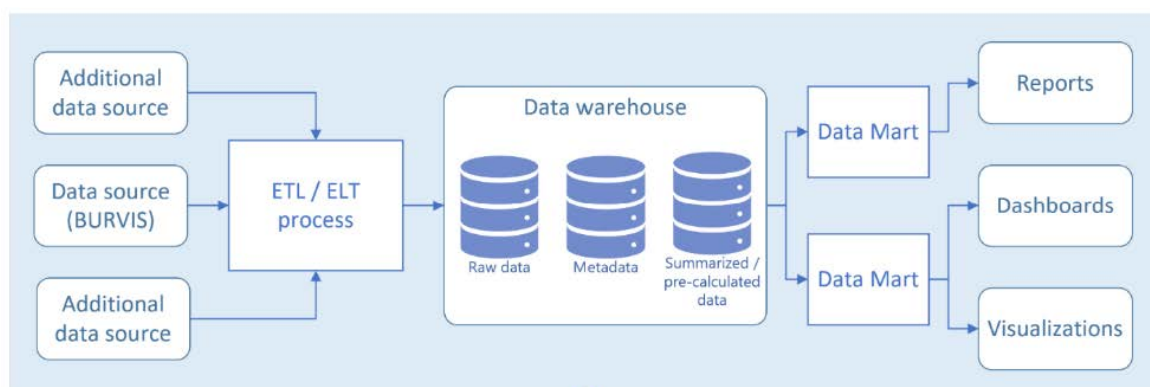 Additional
data source
Data source
(BURVIS)
Additional
data source
ETL / ELT
process
Data warehouse
Raw data
Metadata
Summarized /
pre-calculated
data
Data Mart
Data Mart
Reports
Dashboards
Visualizations